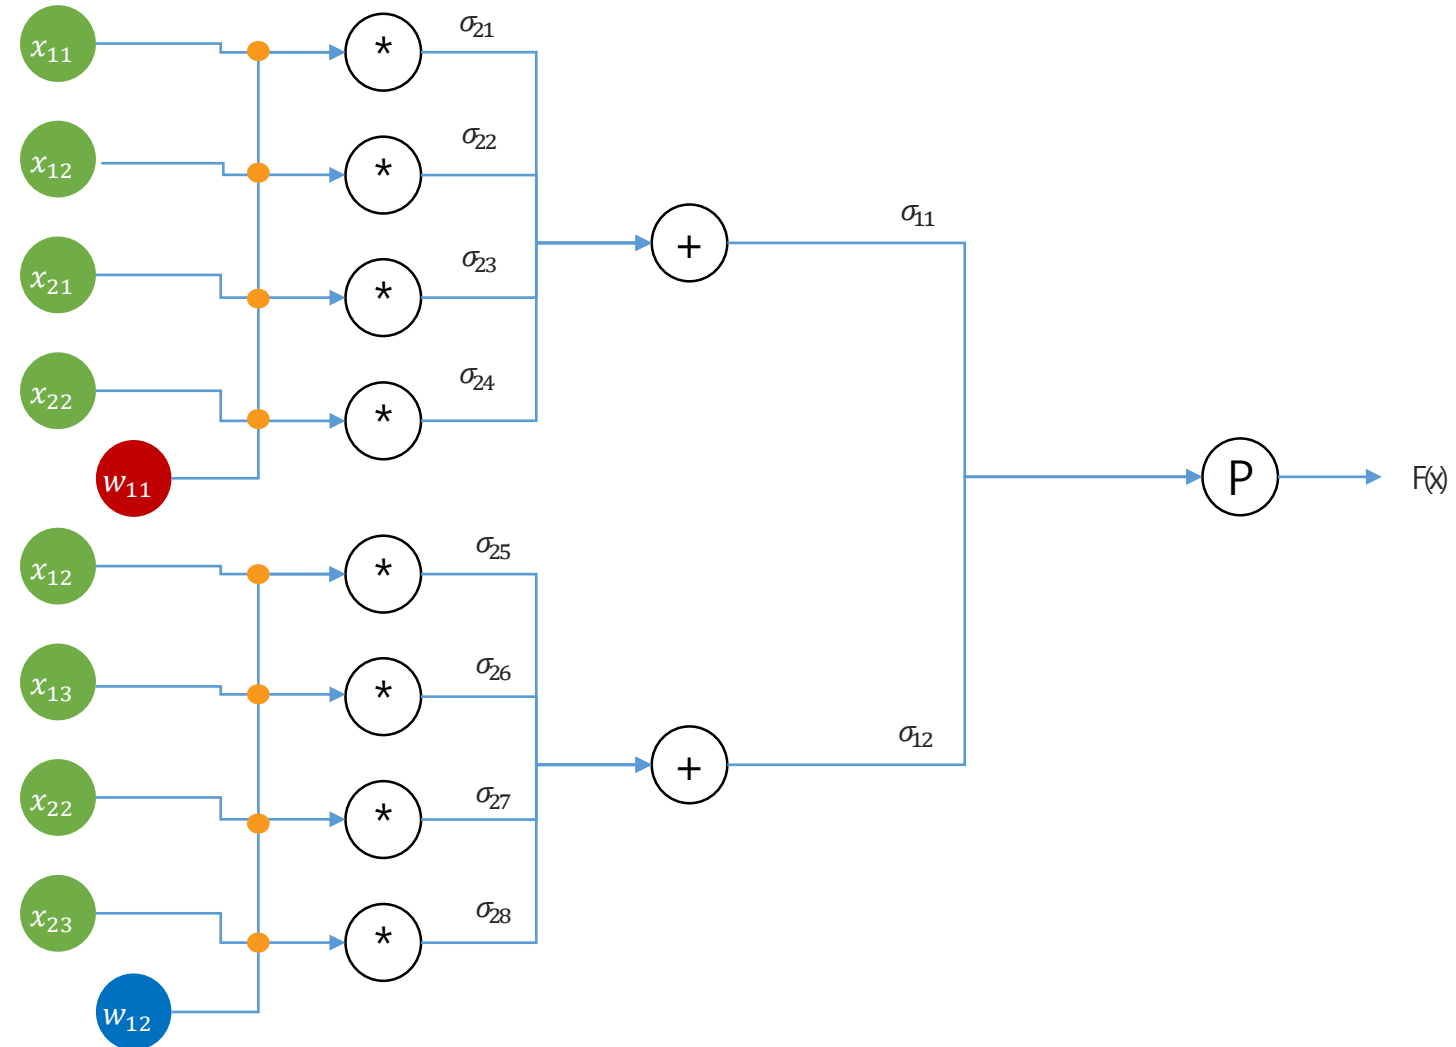 x₁₁
*
σ₂₁
x₁₂
*
σ₂₂
x₂₁
*
σ₂₃
x₂₂
*
σ₂₄
w₁₁
+
σ₁₁
x₁₂
*
σ₂₅
x₁₃
*
σ₂₆
x₂₂
*
σ₂₇
x₂₃
*
σ₂₈
w₁₂
+
σ₁₂
P
F(x)